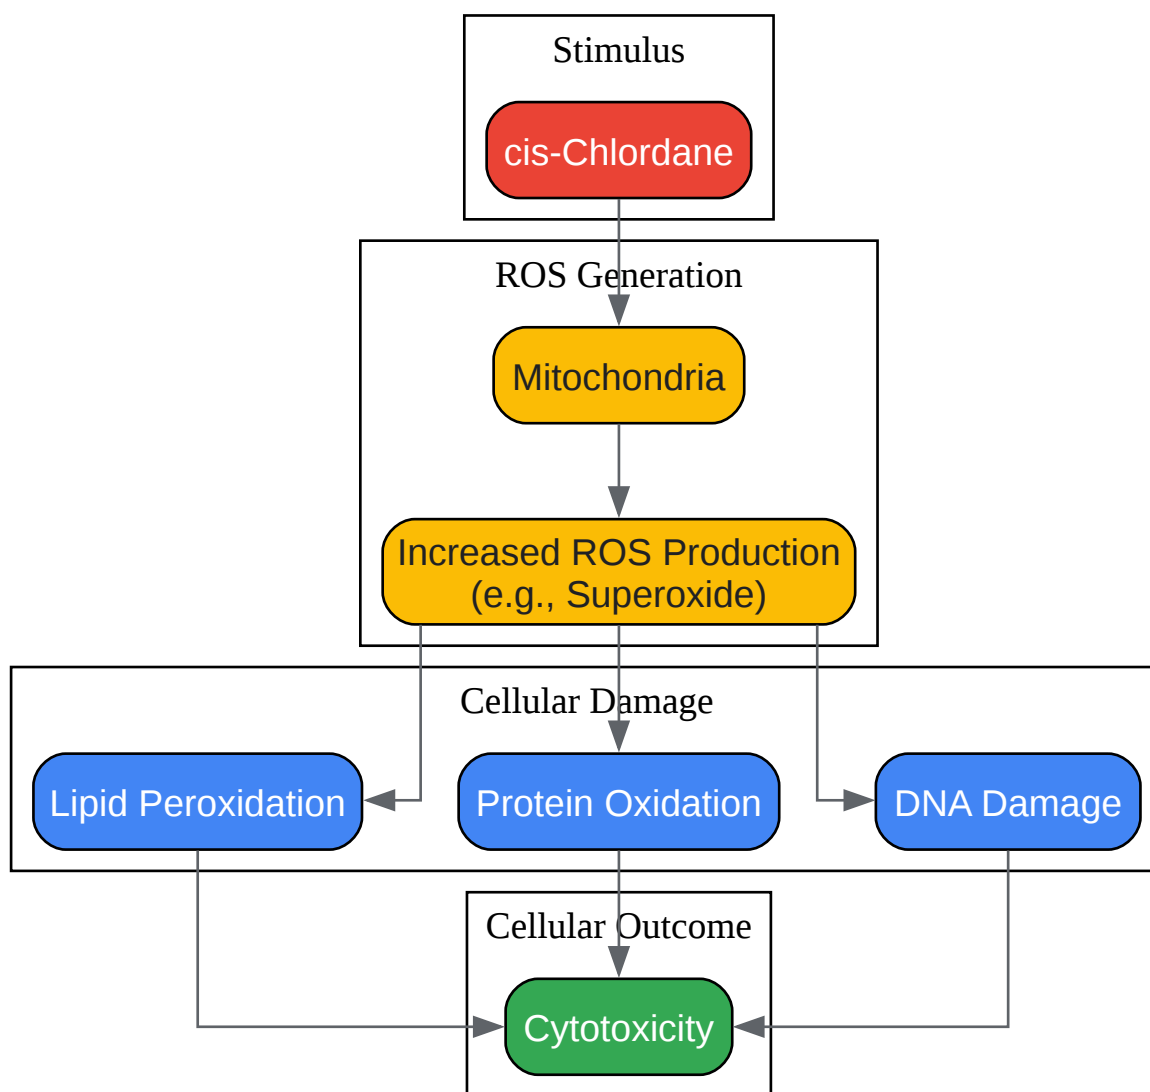 Stimulus
cis-Chlordane
ROS Generation
Mitochondria
Increased ROS Production
(e.g., Superoxide)
Cellular Damage
Lipid Peroxidation
Protein Oxidation
DNA Damage
Cellular Outcome
Cytotoxicity